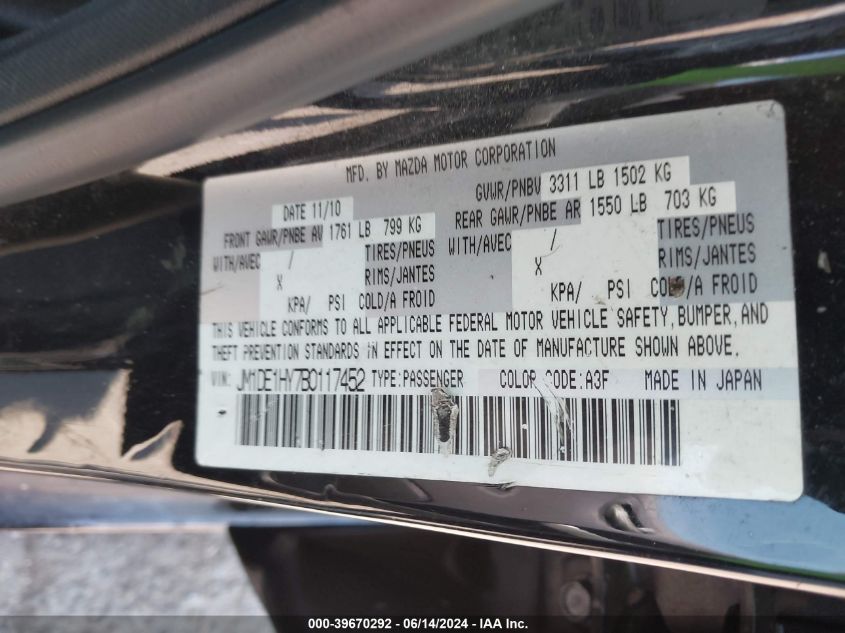 MFD. BY MAZDA MOTOR CORPORATION
DATE 11/10 GVWR/PNBV 3311 LB 1502 KG
FRONT GAWR/PNBE AV 1761 LB 799 KG REAR GAWR/PNBE AR 1550 LB 703 KG
WITH/AVEC / TIRES/PNEUS WITH/AVEC / TIRES/PNEUS
X RIMS/JANTES X RIMS/JANTES
KPA/ PSI COLD/A FROID KPA/ PSI COLD/A FROID
THIS VEHICLE CONFORMS TO ALL APPLICABLE FEDERAL MOTOR VEHICLE SAFETY, BUMPER, AND
THEFT PREVENTION STANDARDS IN EFFECT ON THE DATE OF MANUFACTURE SHOWN ABOVE.
VIN: JM1DE1HY7B0117452 TYPE:PASSENGER COLOR CODE:A3F MADE IN JAPAN
000-39670292 - 06/14/2024 - IAA Inc.